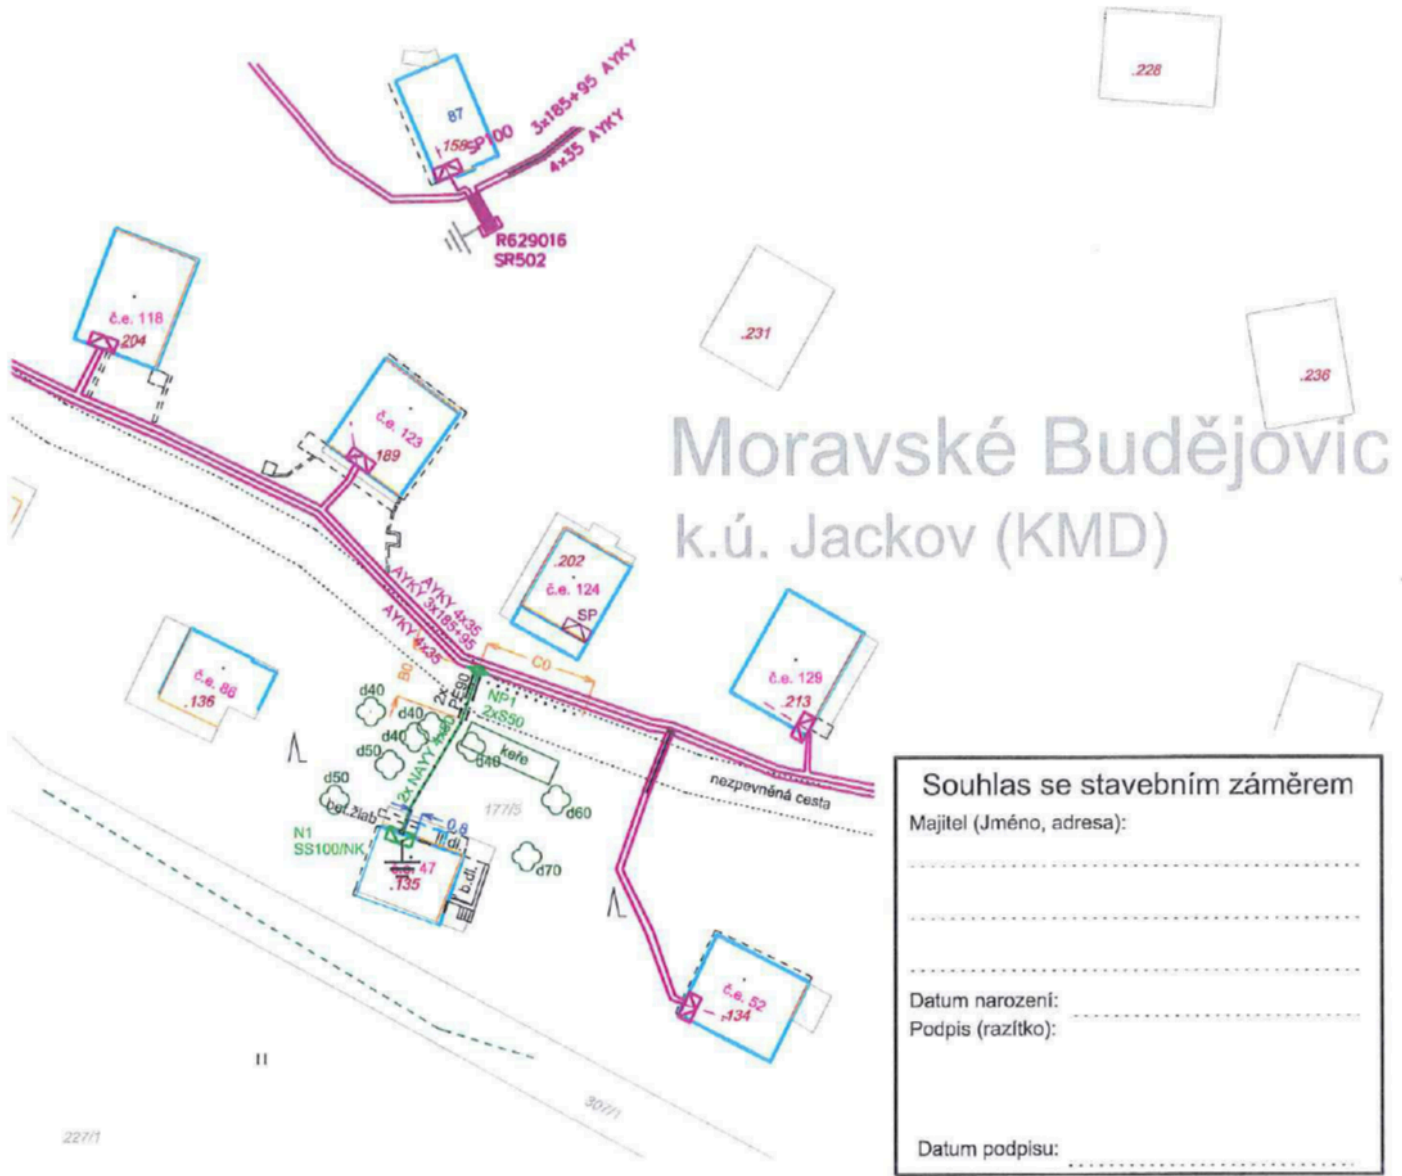 .228
87
.158
SP100
3x185+95 AYKY
4x35 AYKY
R629016
SR502
č.e. 118
.204
.231
.236
č.e. 123
189
Moravské Budějovic
k.ú. Jackov (KMD)
.202
č.e. 124
SP
AYKY 4x35
AYKY 3x185+95
AYKY 4x35
B0
C0
č.e. 129
.213
č.e. 88
.136
2x
PE90
NP1
2xS50
d40
d40
d40
d40
d50
d50
d60
d70
keře
2x NAYY 4x50
177/5
nezpevněná cesta
bet.žlab
0,8
N1
SS100/NK
č.e. 47
.135
b.dl.
č.e. 52
134
II
307/1
227/1
Souhlas se stavebním záměrem
Majitel (Jméno, adresa):
Datum narození:
Podpis (razítko):
Datum podpisu: